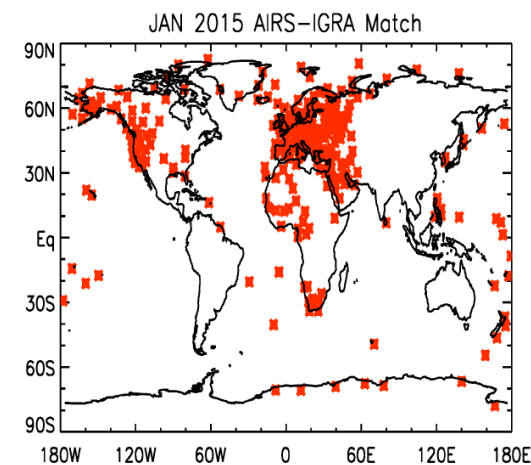 JAN 2015 AIRS-IGRA Match
90N
60N
30N
Eq
30S
60S
90S
180W 120W 60W 0 60E 120E 180E